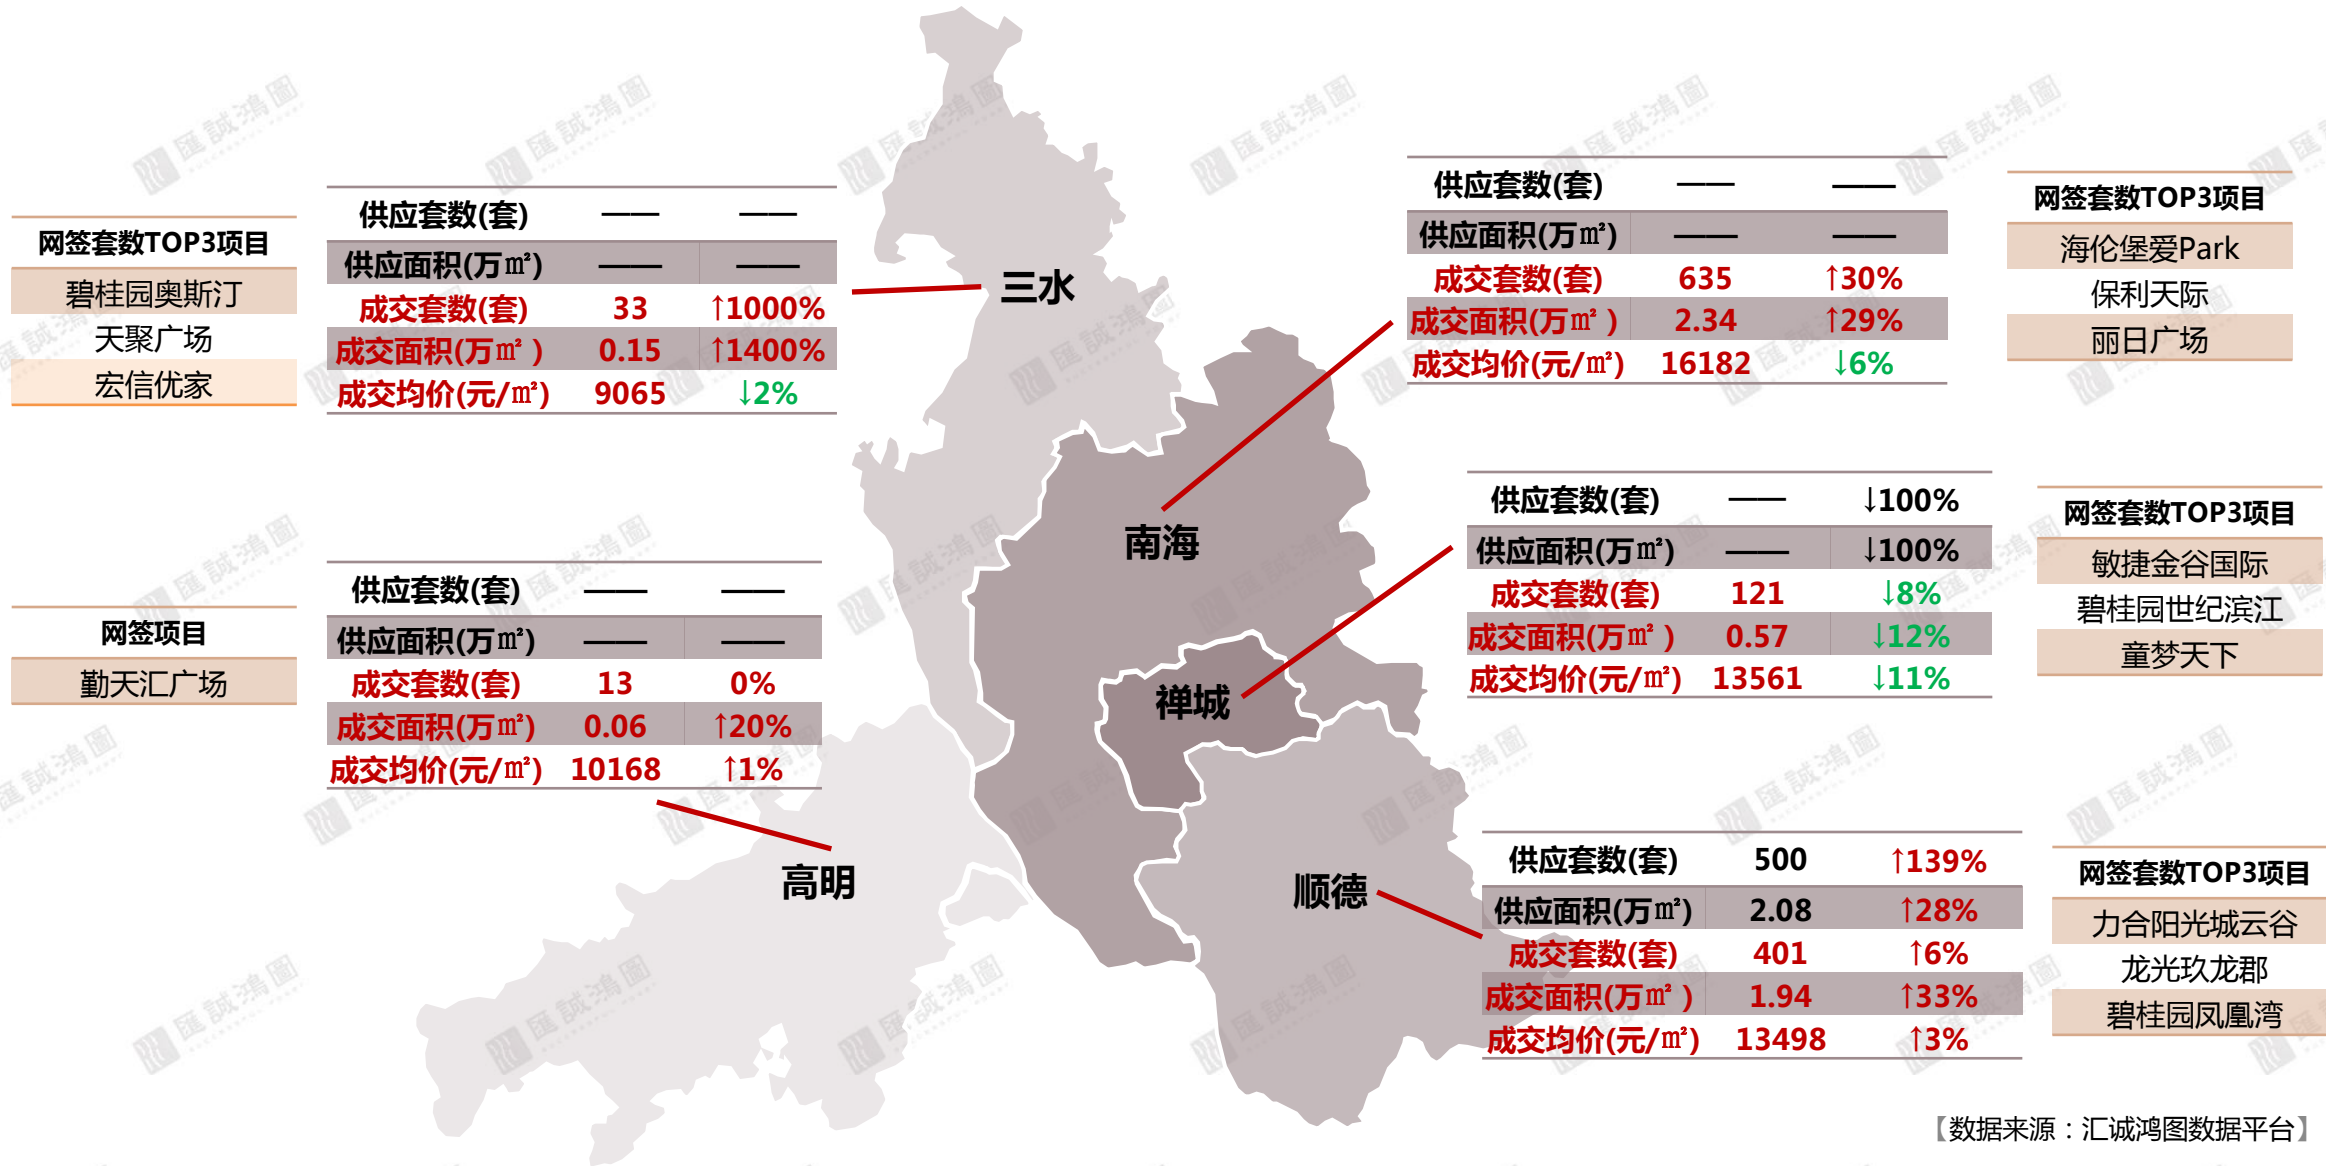 网签套数TOP3项目
碧桂园奥斯汀
天聚广场
宏信优家
供应套数(套) —— ——
供应面积(万㎡) —— ——
成交套数(套) 33 ↑1000%
成交面积(万㎡ ) 0.15 ↑1400%
成交均价(元/㎡) 9065 ↓2%
三水
供应套数(套) —— ——
供应面积(万㎡) —— ——
成交套数(套) 635 ↑30%
成交面积(万㎡ ) 2.34 ↑29%
成交均价(元/㎡) 16182 ↓6%
网签套数TOP3项目
海伦堡爱Park
保利天际
丽日广场
南海
供应套数(套) —— ↓100%
供应面积(万㎡) —— ↓100%
成交套数(套) 121 ↓8%
成交面积(万㎡ ) 0.57 ↓12%
成交均价(元/㎡) 13561 ↓11%
网签套数TOP3项目
敏捷金谷国际
碧桂园世纪滨江
童梦天下
禅城
网签项目
勤天汇广场
供应套数(套) —— ——
供应面积(万㎡) —— ——
成交套数(套) 13 0%
成交面积(万㎡ ) 0.06 ↑20%
成交均价(元/㎡) 10168 ↑1%
高明
顺德
供应套数(套) 500 ↑139%
供应面积(万㎡) 2.08 ↑28%
成交套数(套) 401 ↑6%
成交面积(万㎡ ) 1.94 ↑33%
成交均价(元/㎡) 13498 ↑3%
网签套数TOP3项目
力合阳光城云谷
龙光玖龙郡
碧桂园凤凰湾
【数据来源：汇诚鸿图数据平台】
匯誠鴻圖